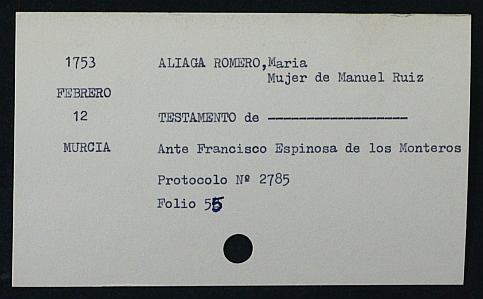 1753 ALIAGA ROMERO, Maria
Mujer de Manuel Ruiz
FEBRERO
12 TESTAMENTO de ------------------
MURCIA Ante Francisco Espinosa de los Monteros
Protocolo Nº 2785
Folio 55